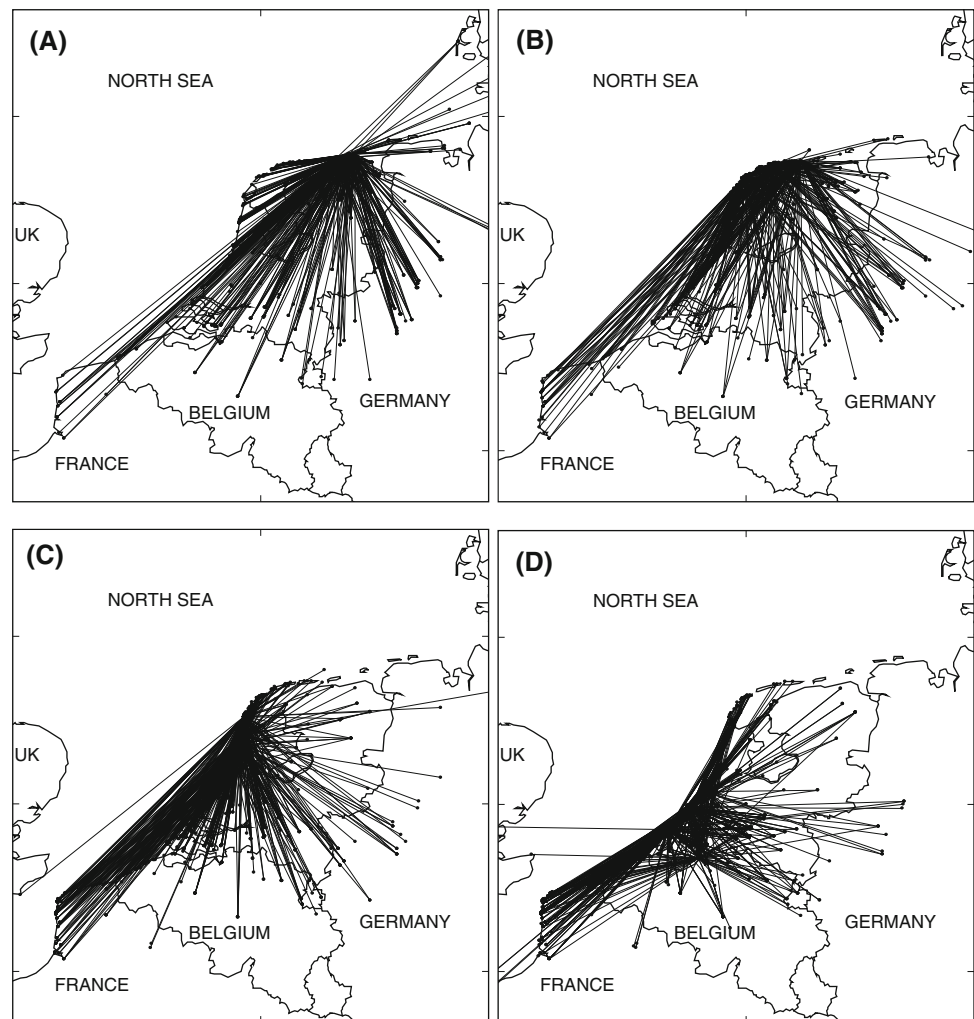 (A)
NORTH SEA
UK
BELGIUM
GERMANY
FRANCE
(B)
NORTH SEA
UK
BELGIUM
GERMANY
FRANCE
(C)
NORTH SEA
UK
BELGIUM
GERMANY
FRANCE
(D)
NORTH SEA
UK
BELGIUM
GERMANY
FRANCE